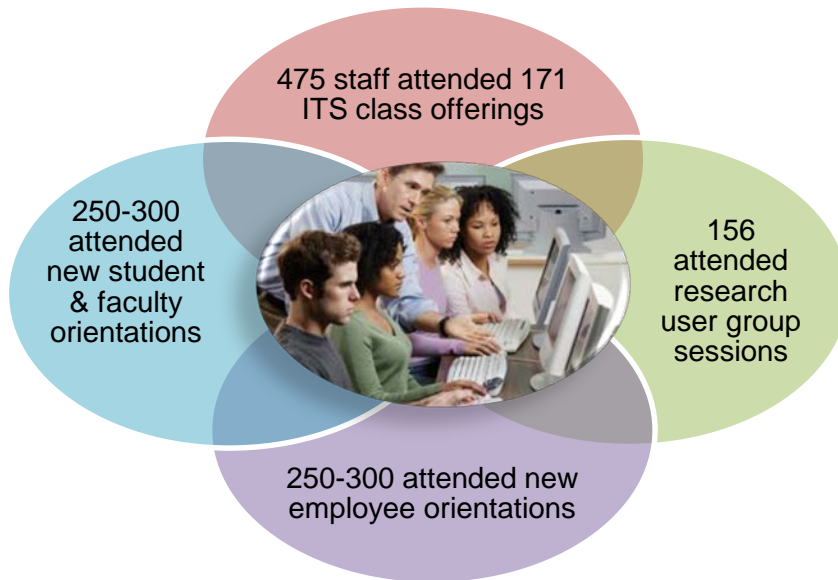 475 staff attended 171
ITS class offerings
250-300
attended
new student
& faculty
orientations
156
attended
research
user group
sessions
250-300 attended new
employee orientations